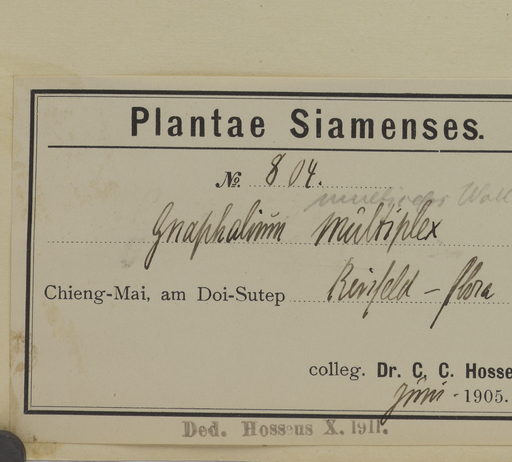 Plantae Siamenses.
№ 804.
Wall
Gnaphalium multiplex
Chieng-Mai, am Doi-Sutep Reisfeld – flora
colleg. Dr. C. C. Hosse
Juni · 1905.
Ded. Hosseus X. 1911.